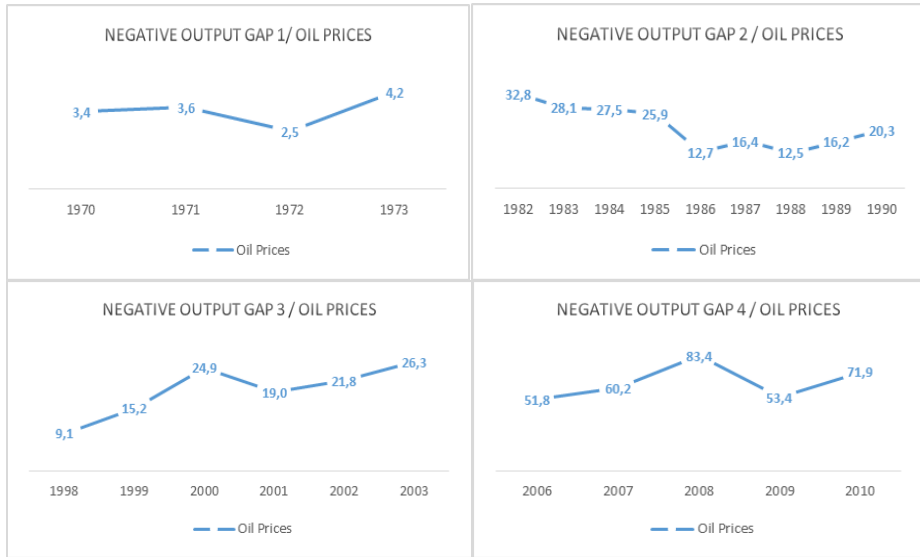 NEGATIVE OUTPUT GAP 1/ OIL PRICES
3,4
3,6
2,5
4,2
1970 1971 1972 1973
Oil Prices
NEGATIVE OUTPUT GAP 2 / OIL PRICES
32,8
28,1
27,5
25,9
12,7
16,4
12,5
16,2
20,3
1982 1983 1984 1985 1986 1987 1988 1989 1990
Oil Prices
NEGATIVE OUTPUT GAP 3 / OIL PRICES
9,1
15,2
24,9
19,0
21,8
26,3
1998 1999 2000 2001 2002 2003
Oil Prices
NEGATIVE OUTPUT GAP 4 / OIL PRICES
51,8
60,2
83,4
53,4
71,9
2006 2007 2008 2009 2010
Oil Prices